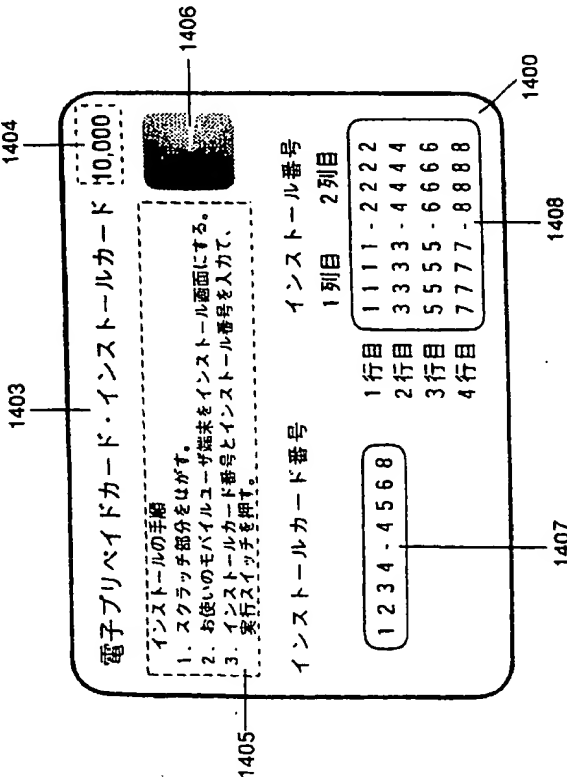 1403
1404
電子プリペイドカード・インストールカード 10,000
1406
インストールの手順
1. スクラッチ部分をはがす。
2. お使いのモバイルユーザ端末をインストール画面にする。
3. インストールカード番号とインストール番号を入力て、
実行スイッチを押す。
1405
インストールカード番号
1234-4568
1407
インストール番号
1列目 2列目
1行目 1111-2222
2行目 3333-4444
3行目 5555-6666
4行目 7777-8888
1408
1400